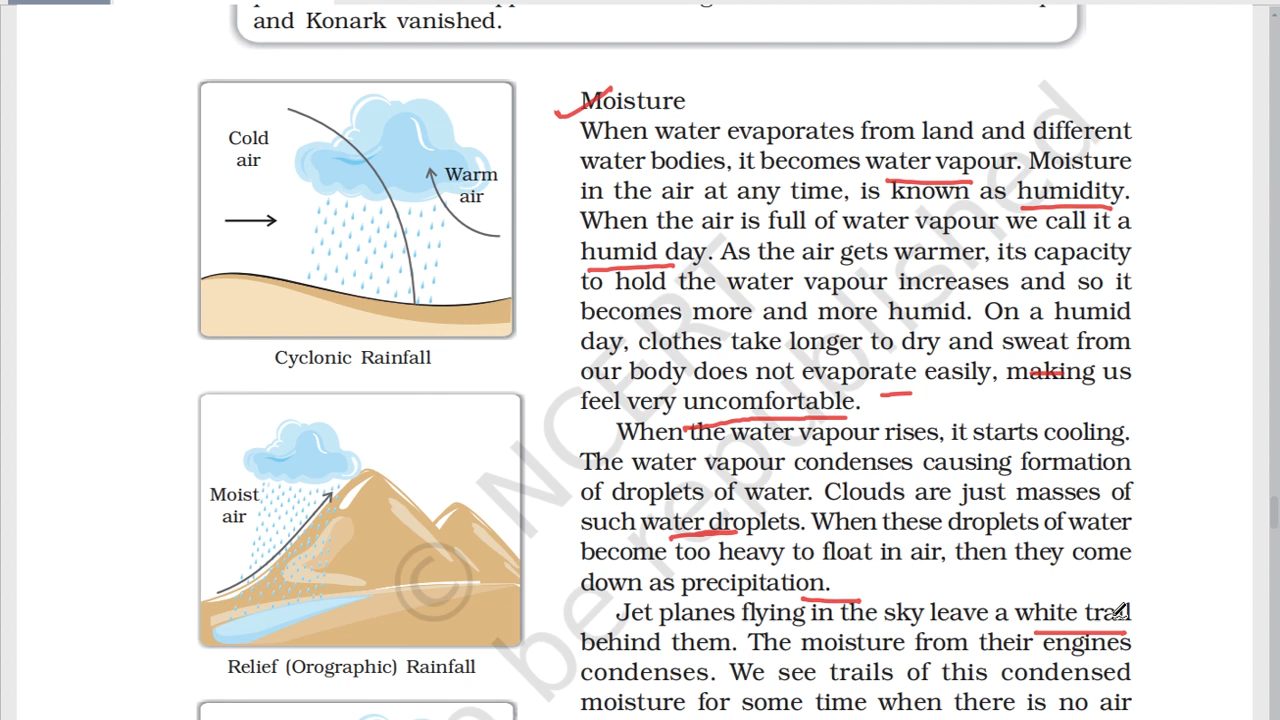 and Konark vanished.
Cold
air
Warm
air
Cyclonic Rainfall
Moist
air
Relief (Orographic) Rainfall
Moisture
When water evaporates from land and different
water bodies, it becomes water vapour. Moisture
in the air at any time, is known as humidity.
When the air is full of water vapour we call it a
humid day. As the air gets warmer, its capacity
to hold the water vapour increases and so it
becomes more and more humid. On a humid
day, clothes take longer to dry and sweat from
our body does not evaporate easily, making us
feel very uncomfortable.
When the water vapour rises, it starts cooling.
The water vapour condenses causing formation
of droplets of water. Clouds are just masses of
such water droplets. When these droplets of water
become too heavy to float in air, then they come
down as precipitation.
Jet planes flying in the sky leave a white trail
behind them. The moisture from their engines
condenses. We see trails of this condensed
moisture for some time when there is no air
© NCERT
be republished